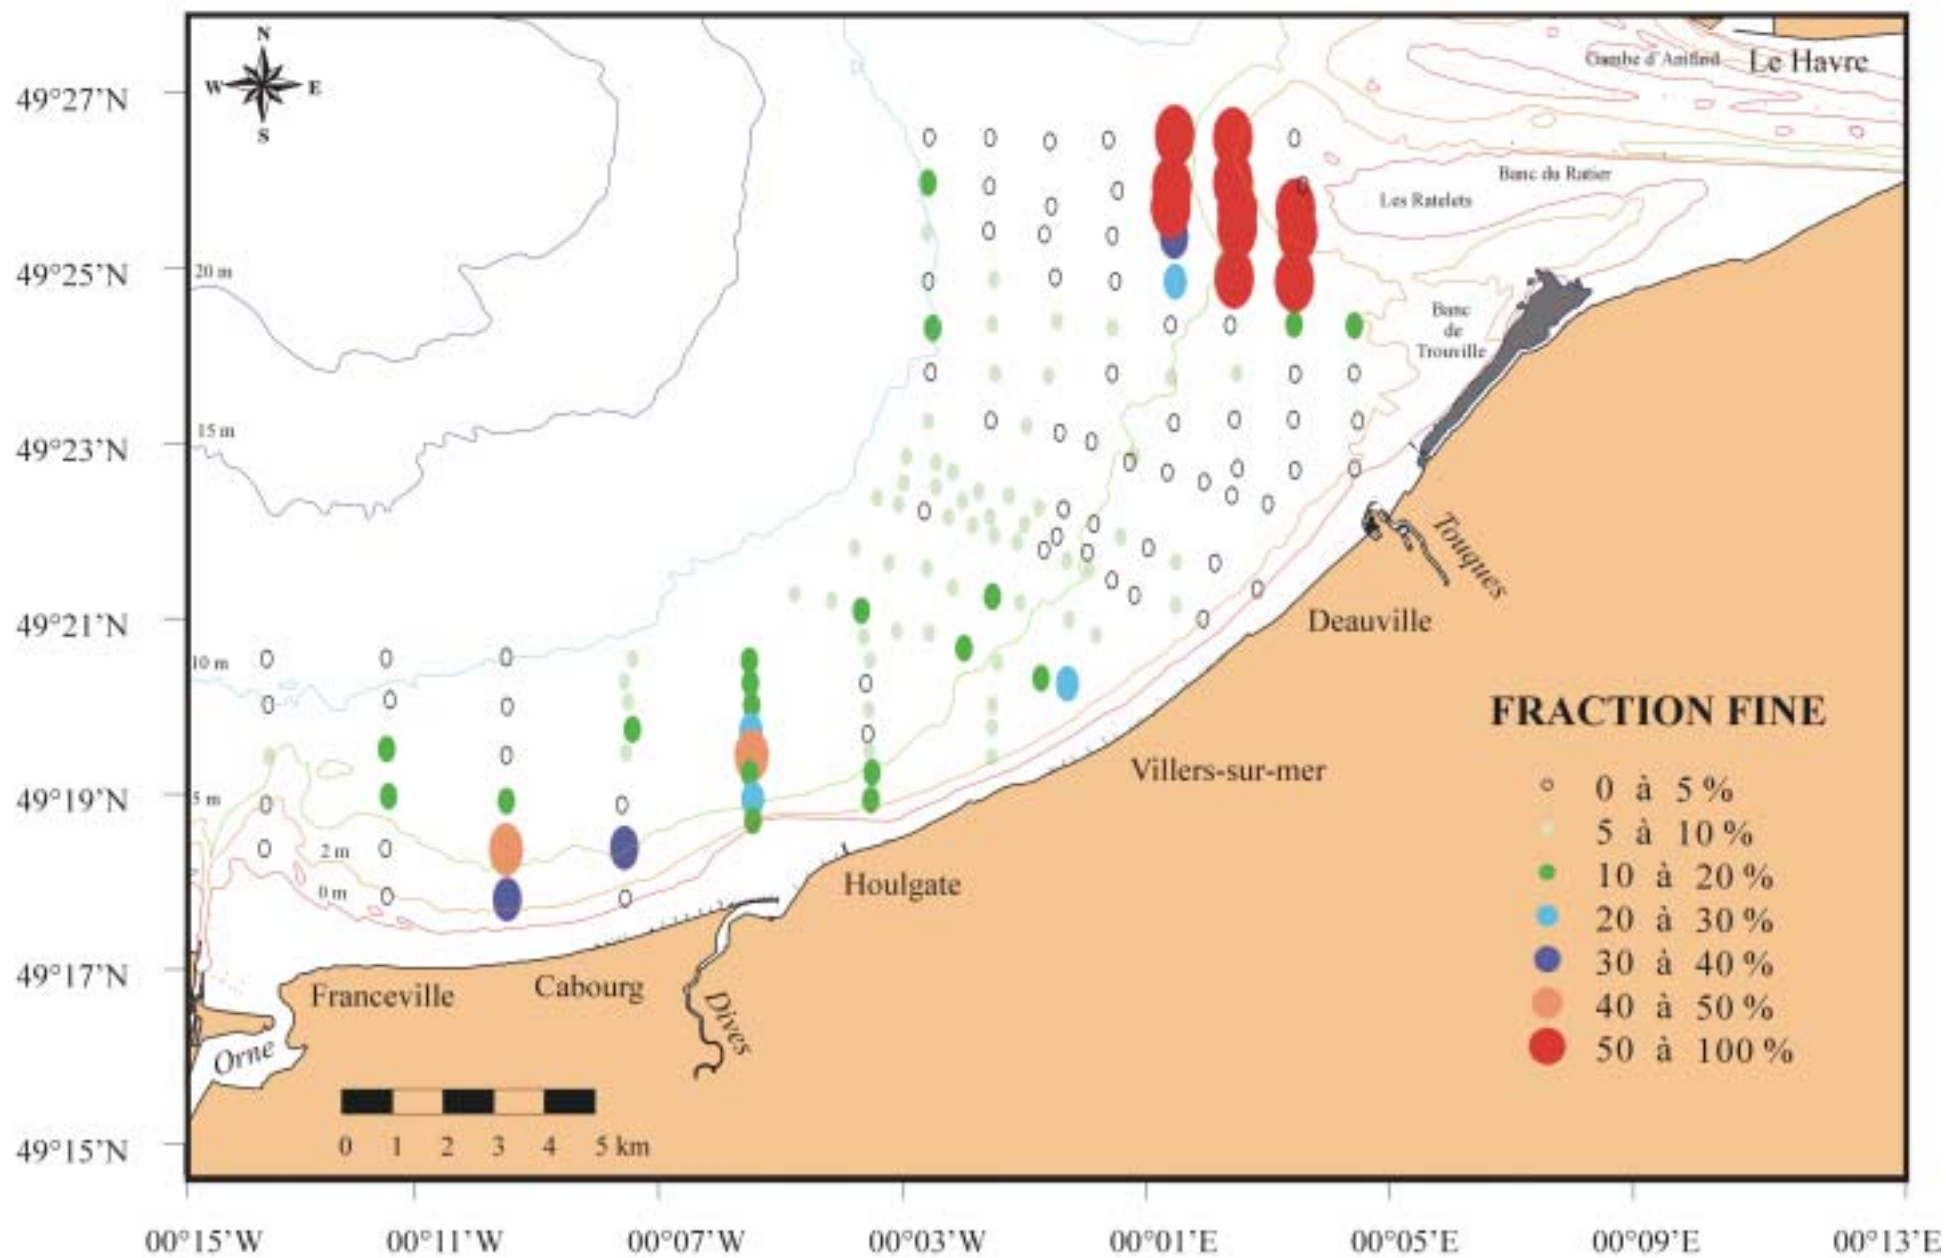 N
W E
S
49°27'N
49°25'N
49°23'N
49°21'N
49°19'N
49°17'N
49°15'N
20 m
15 m
10 m
5 m
2 m
0 m
Le Havre
Banc du Ratier
Les Ratelets
Banc
de
Trouville
Touques
Deauville
Villers-sur-mer
Houlgate
Cabourg
Franceville
Dives
Orne
FRACTION FINE
0 à 5 %
5 à 10 %
10 à 20 %
20 à 30 %
30 à 40 %
40 à 50 %
50 à 100 %
0 1 2 3 4 5 km
00°15'W 00°11'W 00°07'W 00°03'W 00°01'E 00°05'E 00°09'E 00°13'E